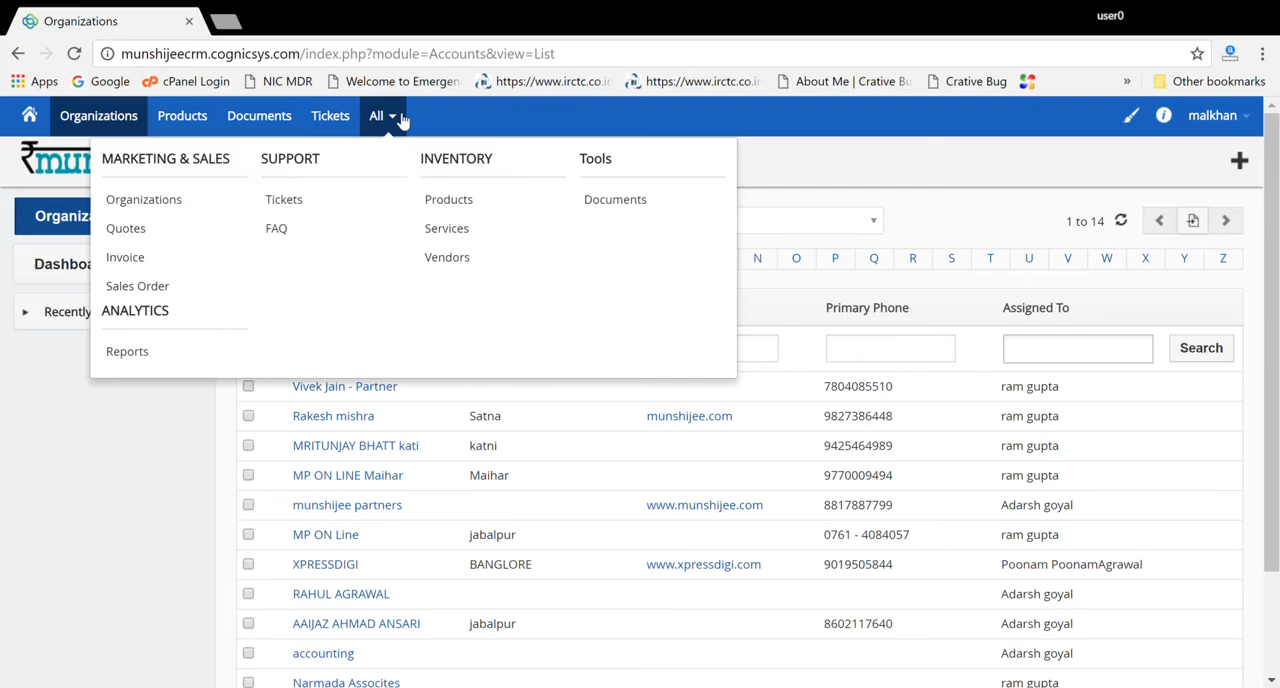 Organizations
user0
munshijeecrm.cognicsys.com/index.php?module=Accounts&view=List
Apps Google cPanel Login NIC MDR Welcome to Emergen https://www.irctc.co.in https://www.irctc.co.in About Me | Crative Bu Crative Bug » Other bookmarks
Organizations Products Documents Tickets All malkhan
₹mun
MARKETING & SALES SUPPORT INVENTORY Tools
Organizations Tickets Products Documents
Quotes FAQ Services
Invoice Vendors
Sales Order
ANALYTICS
Reports
Organiza
Dashboa
Recently
1 to 14
N O P Q R S T U V W X Y Z
Primary Phone Assigned To
Search
Vivek Jain - Partner 7804085510 ram gupta
Rakesh mishra Satna munshijee.com 9827386448 ram gupta
MRITUNJAY BHATT kati katni 9425464989 ram gupta
MP ON LINE Maihar Maihar 9770009494 ram gupta
munshijee partners www.munshijee.com 8817887799 Adarsh goyal
MP ON Line jabalpur 0761 - 4084057 ram gupta
XPRESSDIGI BANGLORE www.xpressdigi.com 9019505844 Poonam PoonamAgrawal
RAHUL AGRAWAL Adarsh goyal
AAIJAZ AHMAD ANSARI jabalpur 8602117640 Adarsh goyal
accounting Adarsh goyal
Narmada Assocites ram gupta